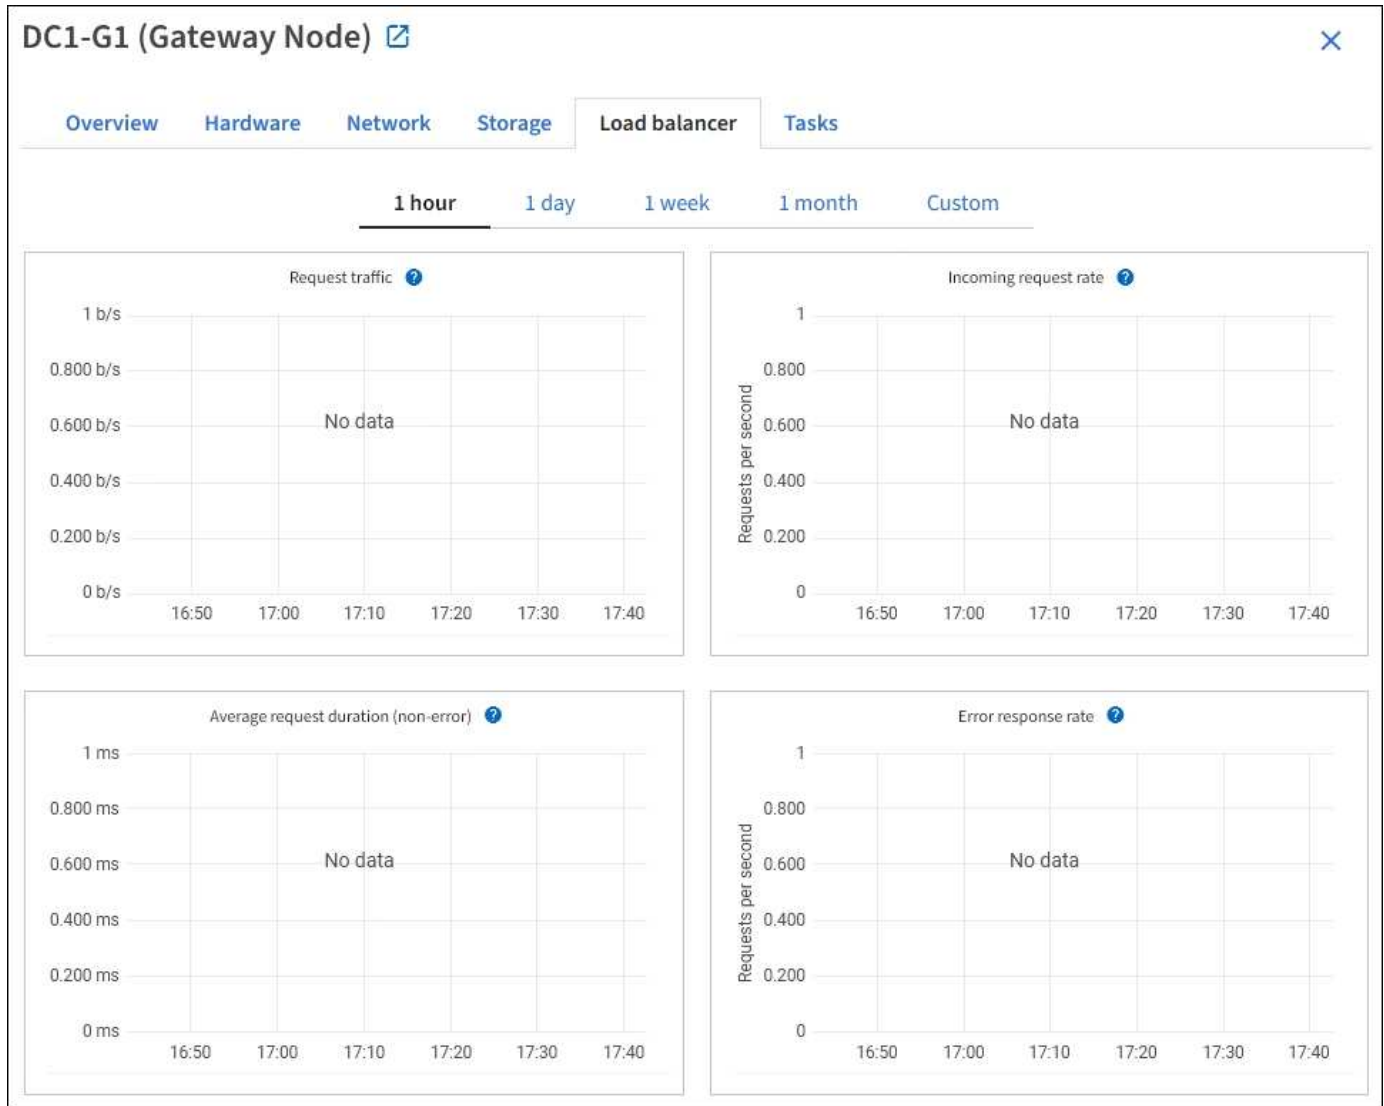 DC1-G1 (Gateway Node)
Overview Hardware Network Storage Load balancer Tasks
1 hour 1 day 1 week 1 month Custom
Request traffic
1 b/s
0.800 b/s
0.600 b/s
0.400 b/s
0.200 b/s
0 b/s
No data
16:50 17:00 17:10 17:20 17:30 17:40
Incoming request rate
Requests per second
1
0.800
0.600
0.400
0.200
0
No data
16:50 17:00 17:10 17:20 17:30 17:40
Average request duration (non-error)
1 ms
0.800 ms
0.600 ms
0.400 ms
0.200 ms
0 ms
No data
16:50 17:00 17:10 17:20 17:30 17:40
Error response rate
Requests per second
1
0.800
0.600
0.400
0.200
0
No data
16:50 17:00 17:10 17:20 17:30 17:40